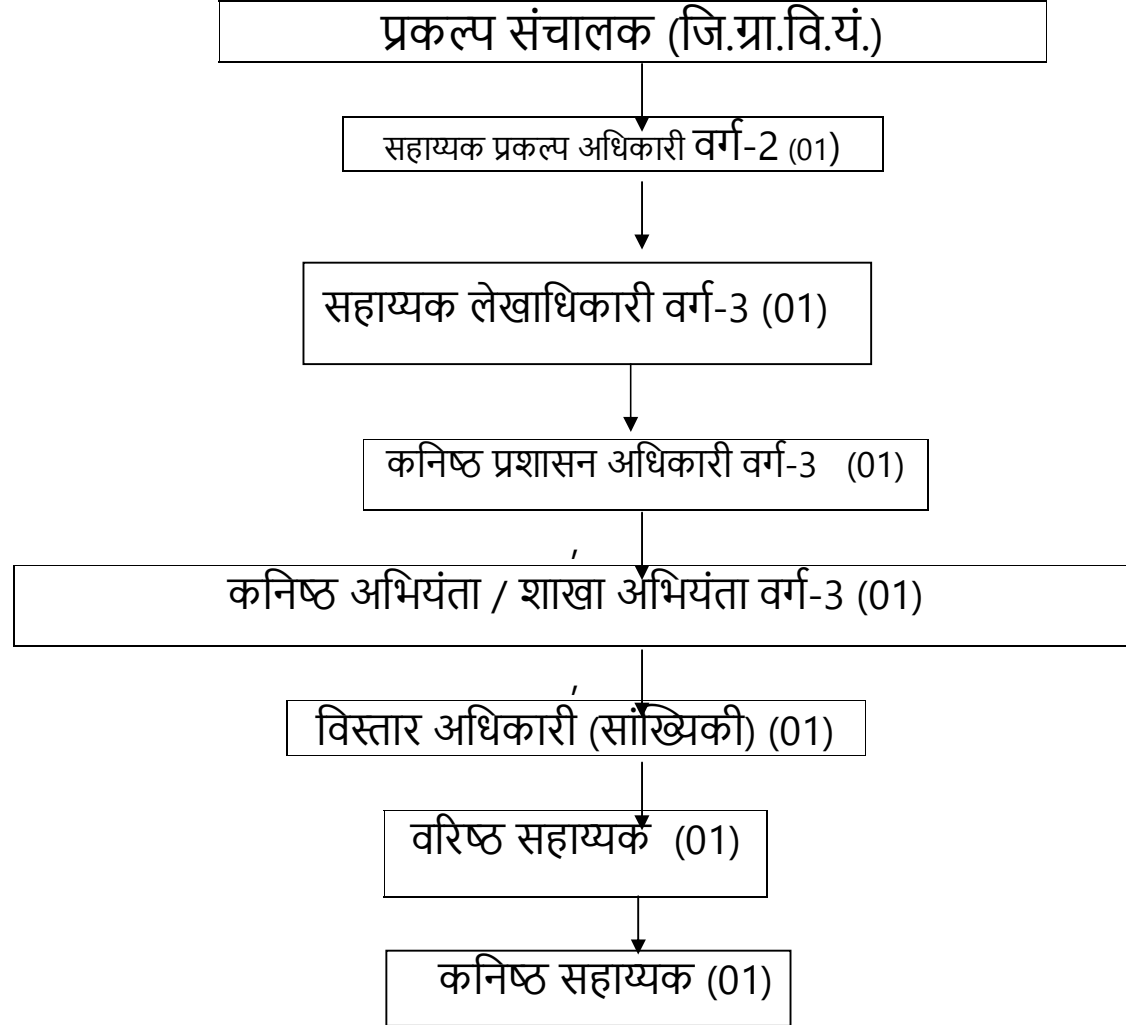 प्रकल्प संचालक (जि.ग्रा.वि.यं.)
सहाय्यक प्रकल्प अधिकारी वर्ग-2 (01)
सहाय्यक लेखाधिकारी वर्ग-3 (01)
कनिष्ठ प्रशासन अधिकारी वर्ग-3 (01)
,
कनिष्ठ अभियंता / शाखा अभियंता वर्ग-3 (01)
,
विस्तार अधिकारी (सांख्यिकी) (01)
वरिष्ठ सहाय्यक (01)
कनिष्ठ सहाय्यक (01)